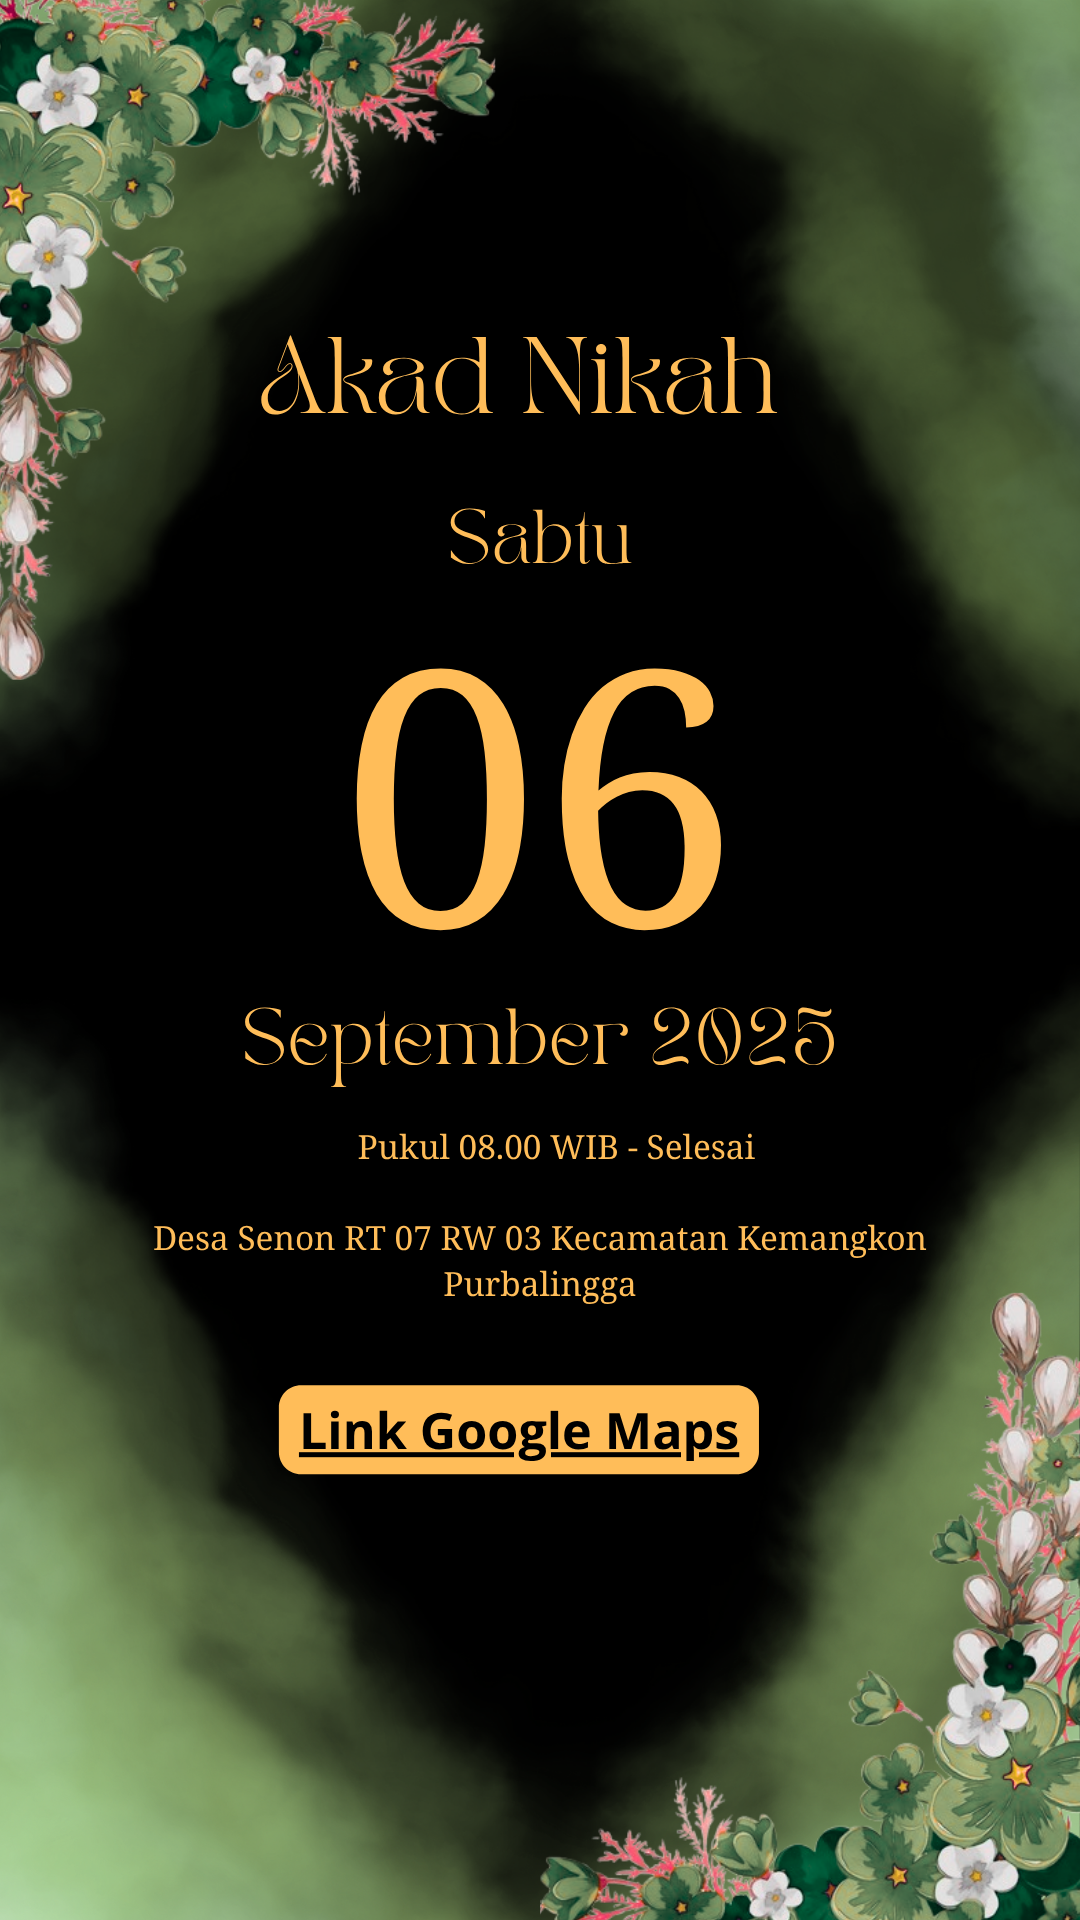 Akad Nikah
Sabtu
06
September 2025
Pukul 08.00 WIB - Selesai
Desa Senon RT 07 RW 03 Kecamatan Kemangkon
Purbalingga
Link Google Maps